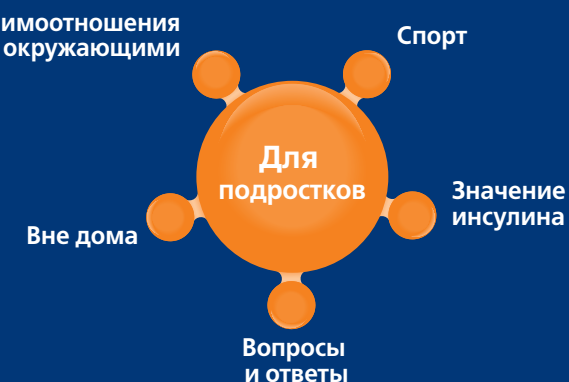 имоотношения
окружающими
Спорт
Для
подростков
Значение
инсулина
Вне дома
Вопросы
и ответы